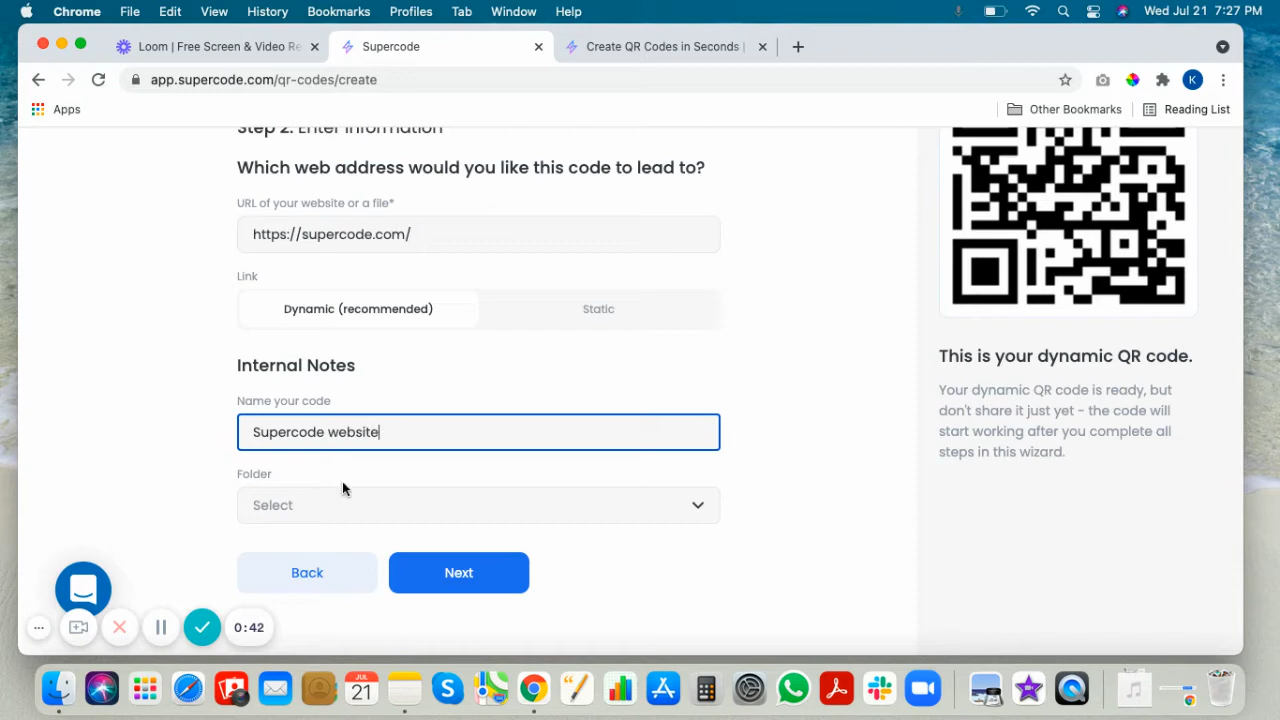 Chrome File Edit View History Bookmarks Profiles Tab Window Help Wed Jul 21 7:27 PM
Loom | Free Screen & Video Re
Supercode
Create QR Codes in Seconds |
app.supercode.com/qr-codes/create
K
Apps
Other Bookmarks
Reading List
Step 2. Enter information
Which web address would you like this code to lead to?
URL of your website or a file*
https://supercode.com/
Link
Dynamic (recommended)
Static
Internal Notes
Name your code
Supercode website
Folder
Select
Back
Next
This is your dynamic QR code.
Your dynamic QR code is ready, but
don't share it just yet - the code will
start working after you complete all
steps in this wizard.
0:42
JUL
21